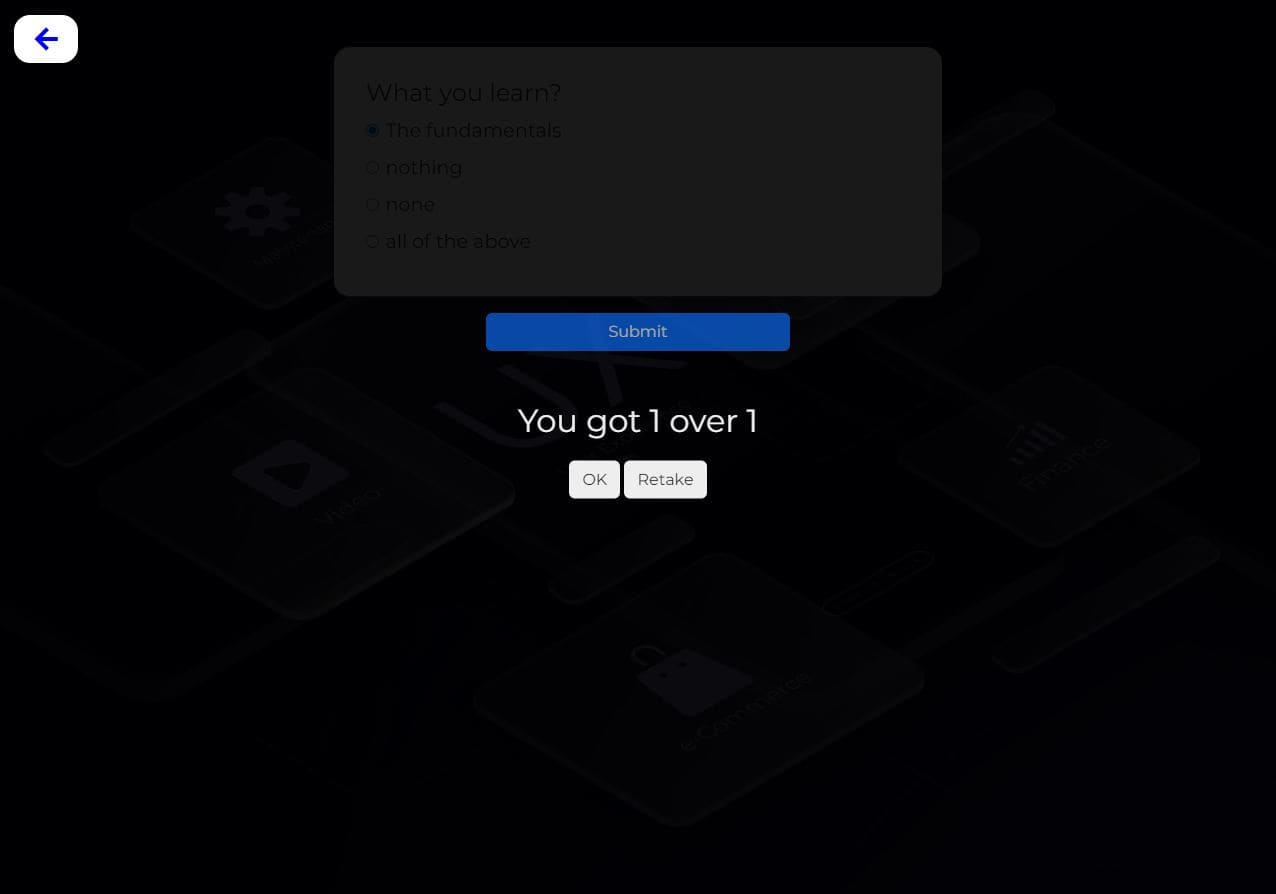 What you learn?
The fundamentals
nothing
none
all of the above
Submit
UX
You got 1 over 1
OK Retake
Video
Finance
e-Commerce